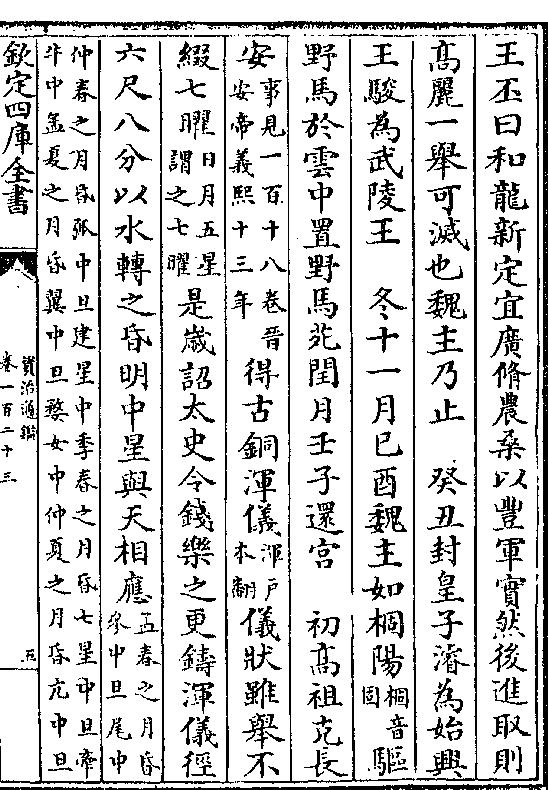 王丕曰和龍新定宜廣脩農桑以豐軍實然後進取則
高麗一舉可滅也魏主乃止　癸丑封皇子濬為始興
王駿為武陵王　冬十一月己酉魏主如桐陽桐音固驅
野馬於雲中置野馬苑閏月壬子還宮　初高祖克長
安事見一百十八卷晉安帝義熙十三年得古銅渾儀渾戶本翻儀狀雖舉不
綴七曜日月五星謂之七曜是歳詔太史令錢樂之更鑄渾儀徑
六尺八分以水轉之昏明中星與天相應孟春之月昏參中旦尾中
仲春之月昏弧中旦建星中季春之月昏七星中旦牽
牛中孟夏之月昏翼中旦婺女中仲夏之月昏亢中旦
欽定四庫全書
資治通鑑
卷一百二十三
五